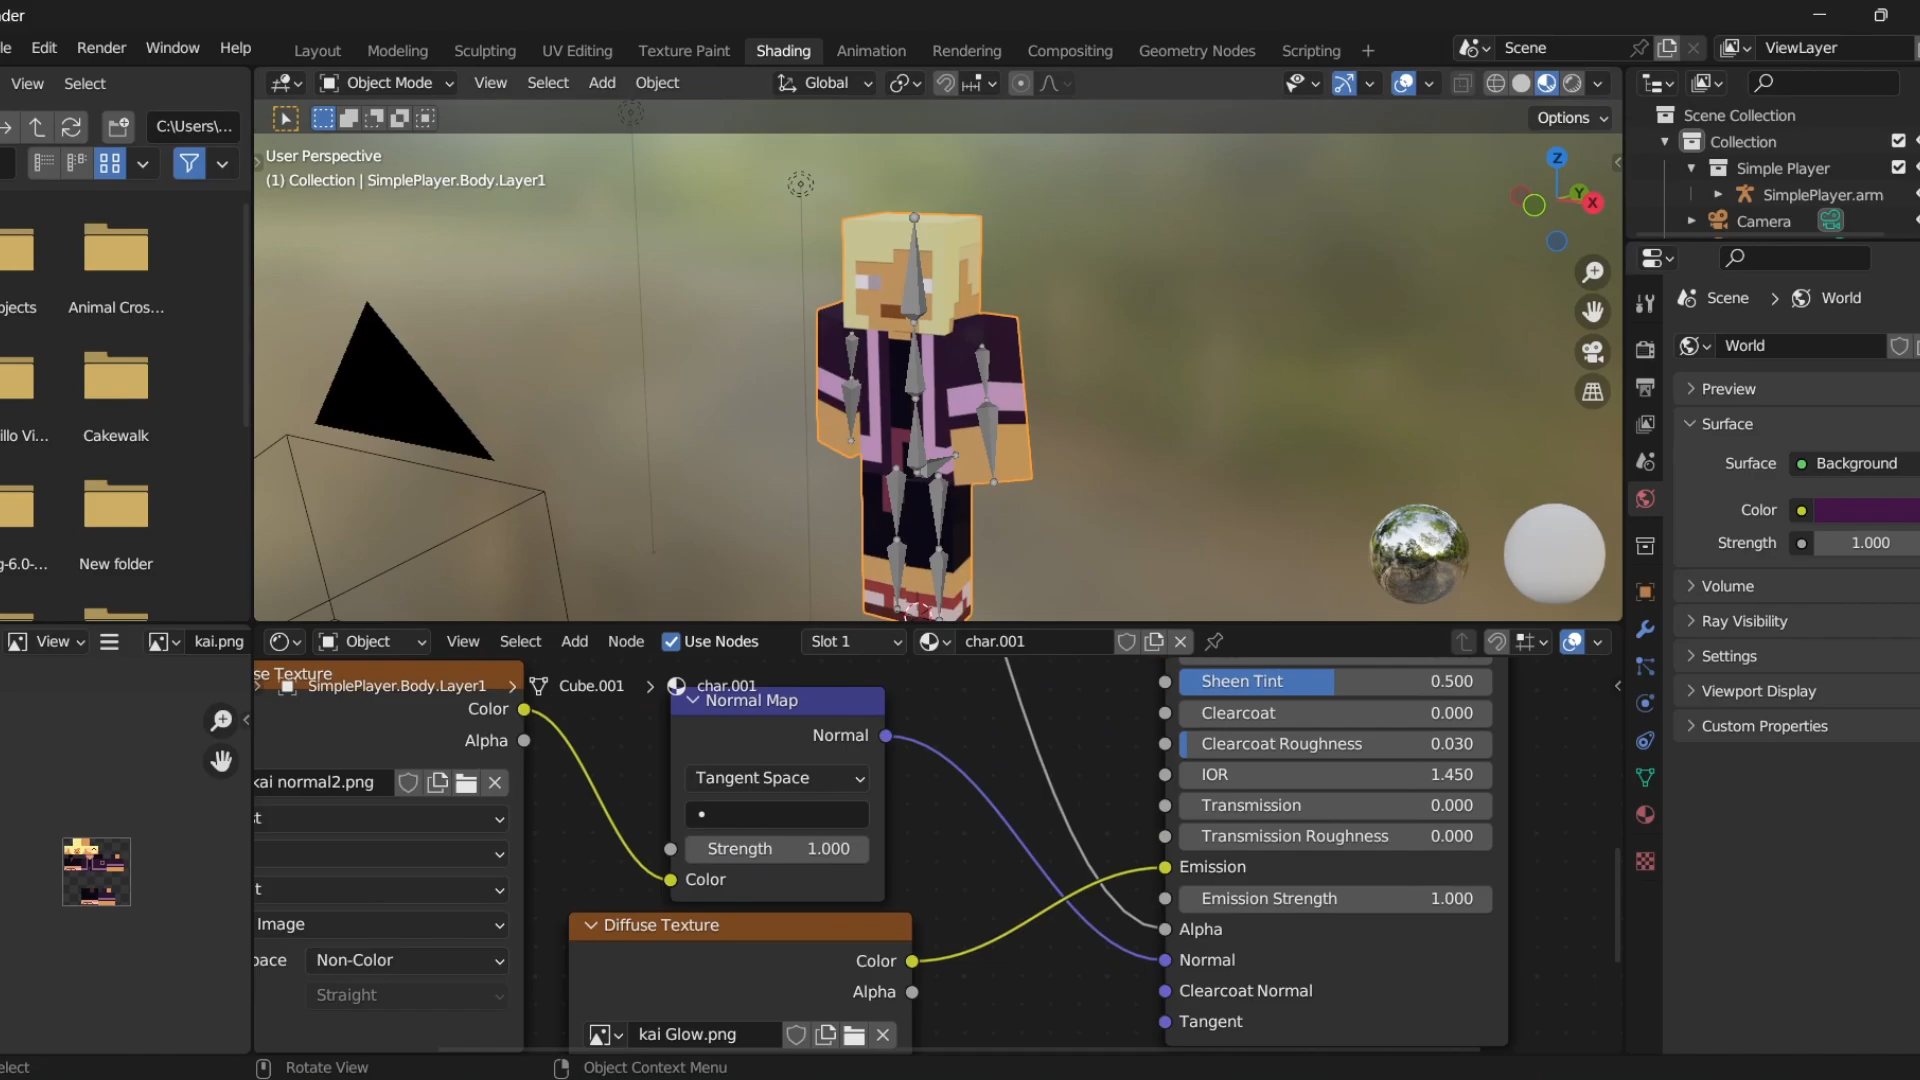 der
le Edit Render Window Help
Layout Modeling Sculpting UV Editing Texture Paint Shading Animation Rendering Compositing Geometry Nodes Scripting +
Scene
ViewLayer
View Select
Object Mode View Select Add Object
Global
C:\Users\...
Options
User Perspective
(1) Collection | SimplePlayer.Body.Layer1
Z
Y
X
Scene Collection
Collection
Simple Player
SimplePlayer.arm
Camera
Scene > World
World
Preview
Surface
Surface Background
Color
Strength 1.000
Volume
Ray Visibility
Settings
Viewport Display
Custom Properties
ojects
Animal Cros...
illo Vi...
Cakewalk
g-6.0-...
New folder
View
kai.png
Object View Select Add Node Use Nodes Slot 1 char.001
se Texture
SimplePlayer.Body.Layer1 > Cube.001 > char.001
Color
Alpha
kai normal2.png
st
t
Image
pace Non-Color
Straight
Normal Map
Normal
Tangent Space
Strength 1.000
Color
Diffuse Texture
Color
Alpha
kai Glow.png
Sheen Tint 0.500
Clearcoat 0.000
Clearcoat Roughness 0.030
IOR 1.450
Transmission 0.000
Transmission Roughness 0.000
Emission
Emission Strength 1.000
Alpha
Normal
Clearcoat Normal
Tangent
elect
Rotate View
Object Context Menu